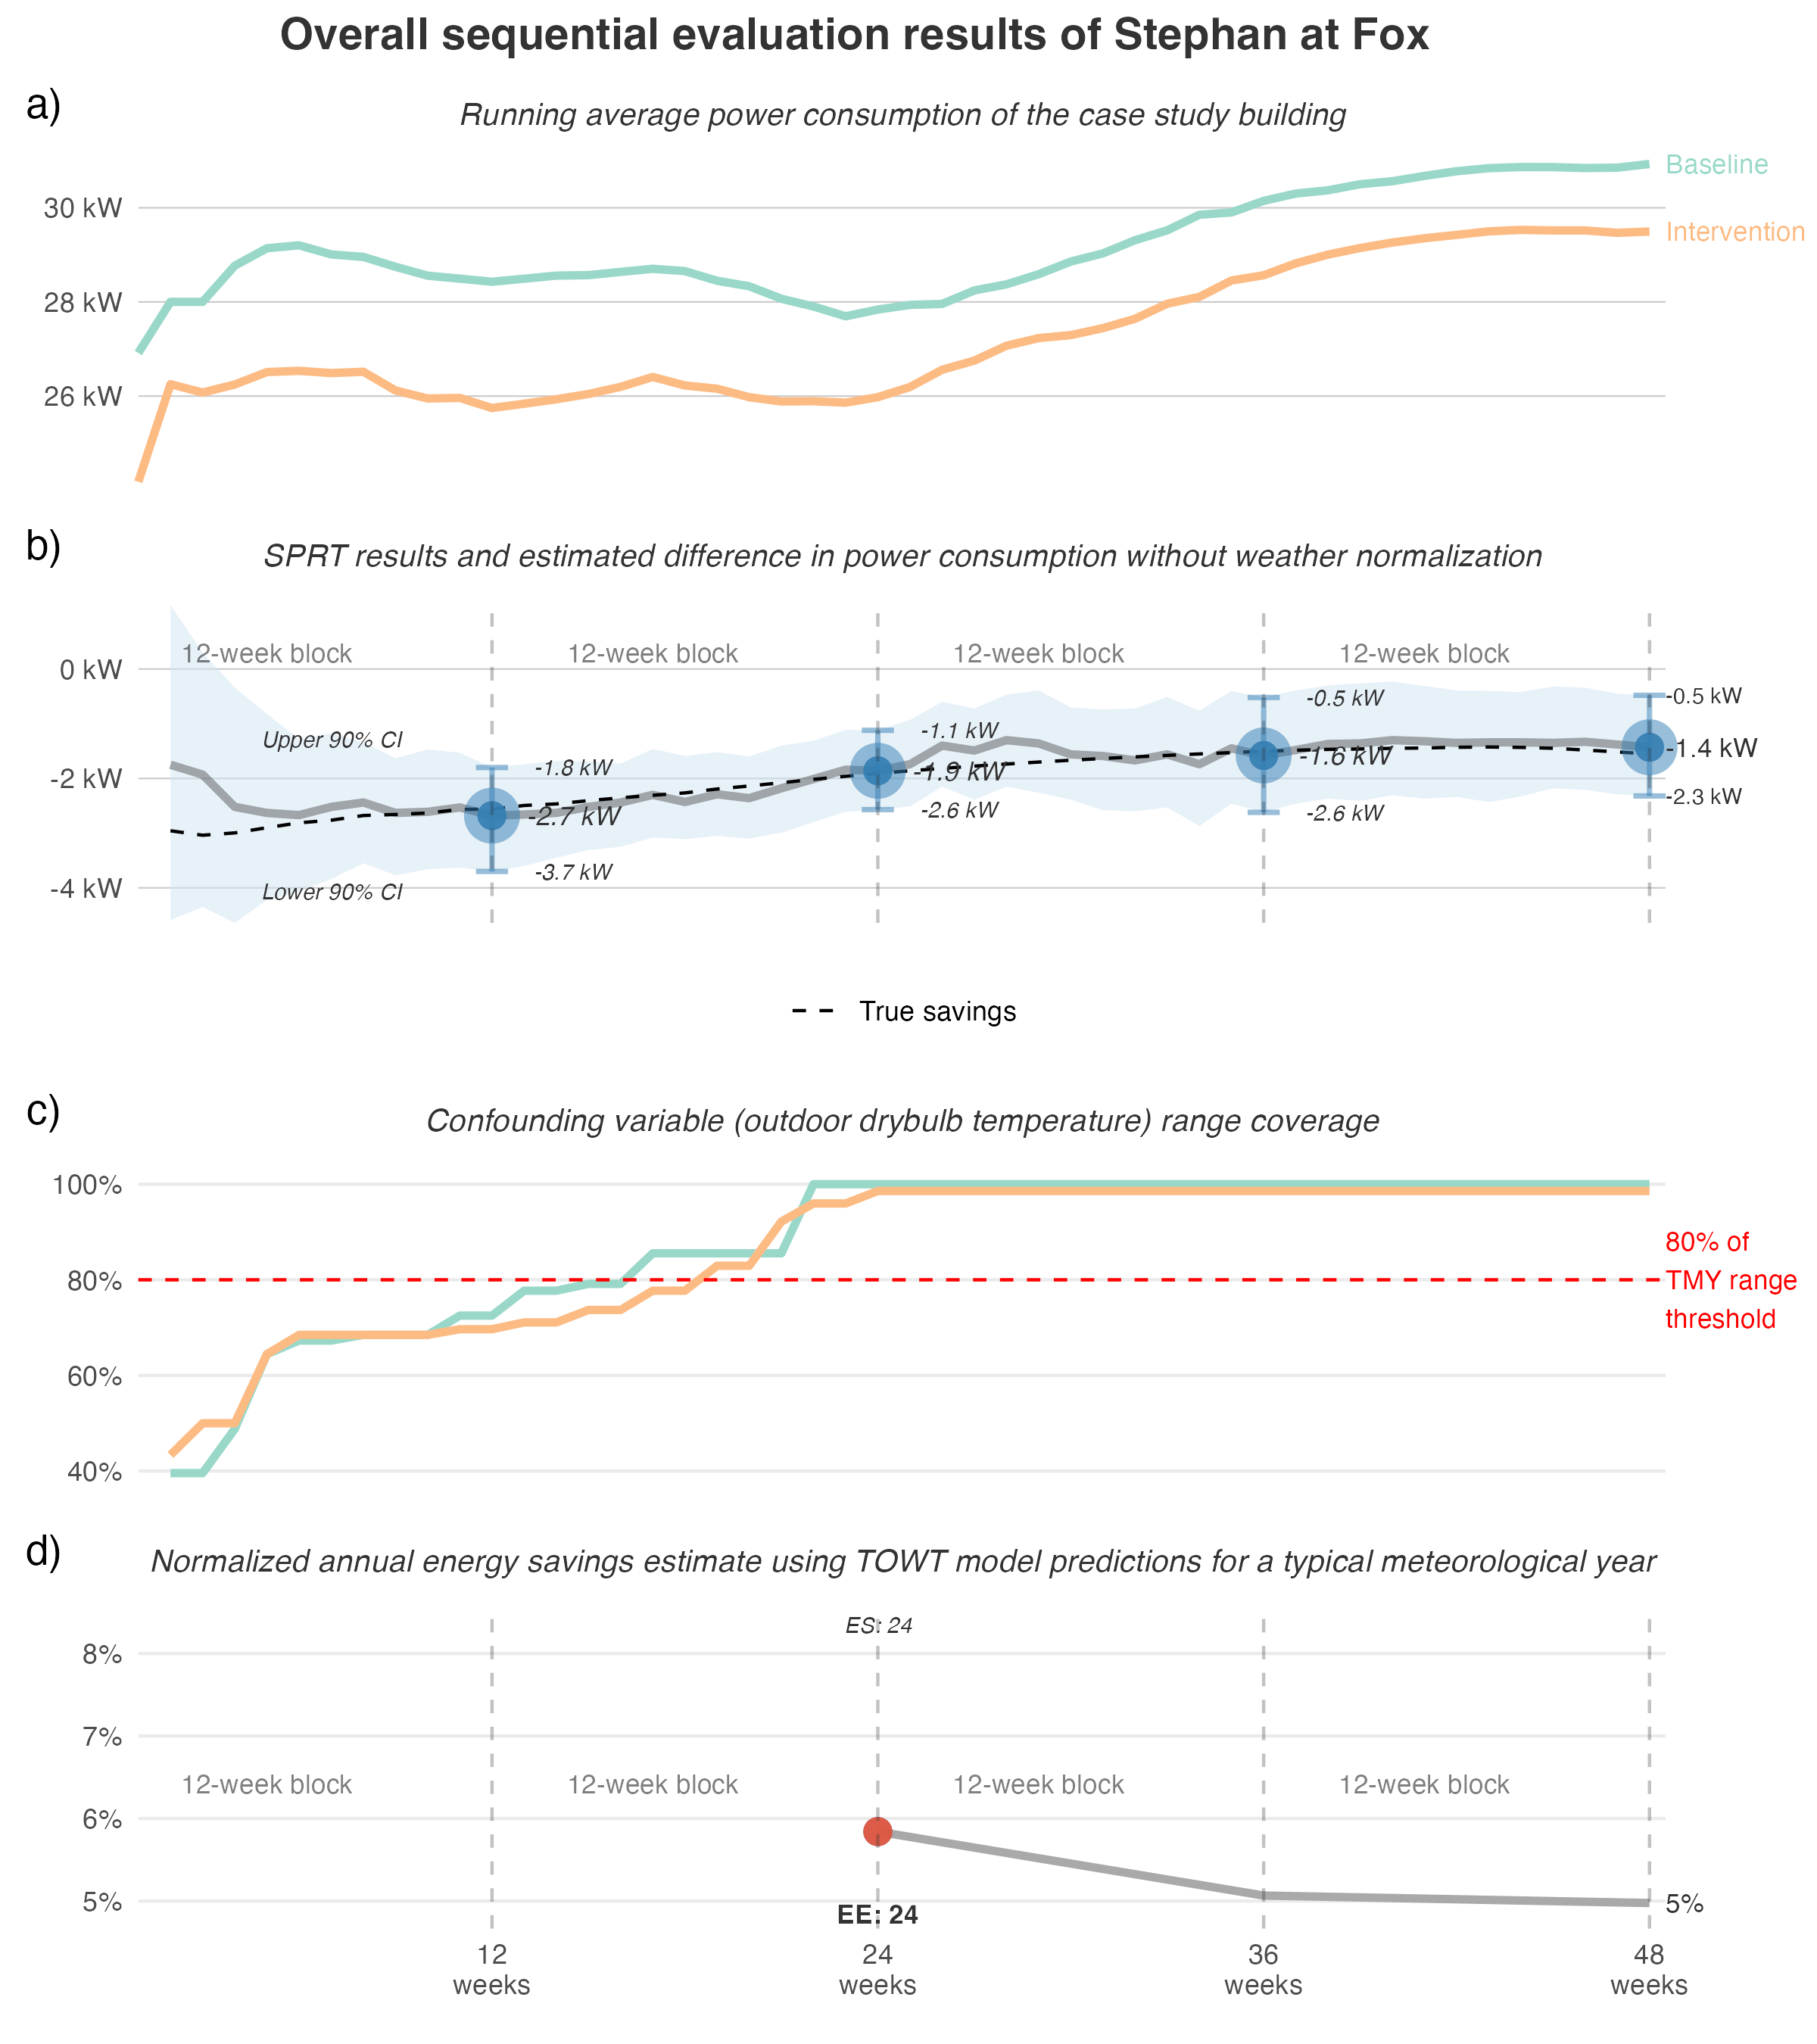 Overall sequential evaluation results of Stephan at Fox
a)
Running average power consumption of the case study building
Baseline
30 kW
Intervention
28 kW
26 kW
b)
SPRT results and estimated difference in power consumption without weather normalization
12-week block
12-week block
12-week block
12-week block
0 kW
-0.5 kW
-0.5 kW
-1.1 kW
Upper 90% CI
-1.4 kW
-1.6 kW
-1.8 kW
-1.9 kW
-2 kW
-2.3 kW
-2.6 kW
-2.6 kW
-2.7 kW
-3.7 kW
-4 kW
Lower 90% CI
True savings
c)
Confounding variable (outdoor drybulb temperature) range coverage
100%
80% of
TMY range
threshold
80%
60%
40%
d)
Normalized annual energy savings estimate using TOWT model predictions for a typical meteorological year
ES: 24
8%
7%
12-week block
12-week block
12-week block
12-week block
6%
5%
5%
EE: 24
12
weeks
24
weeks
36
weeks
48
weeks